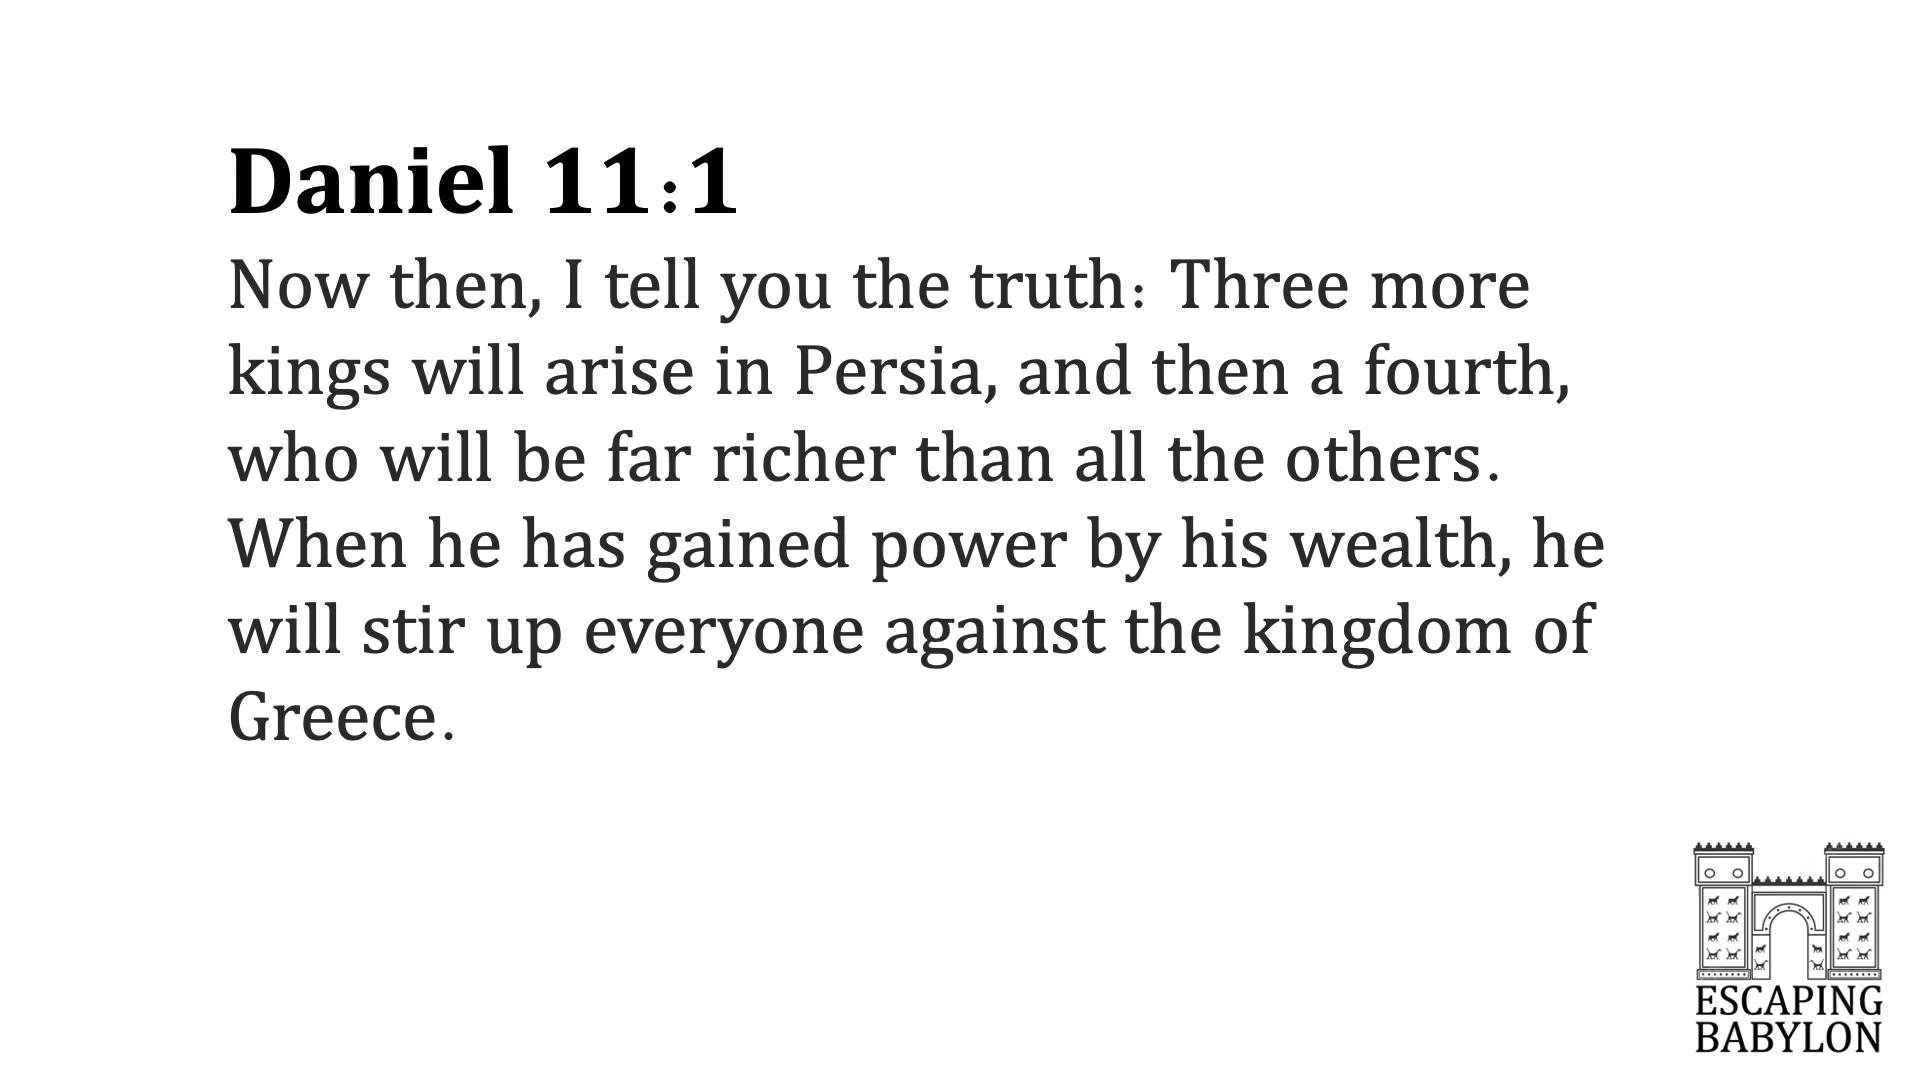 Daniel 11:1
Now then, I tell you the truth: Three more
kings will arise in Persia, and then a fourth,
who will be far richer than all the others.
When he has gained power by his wealth, he
will stir up everyone against the kingdom of
Greece.
ESCAPING
BABYLON